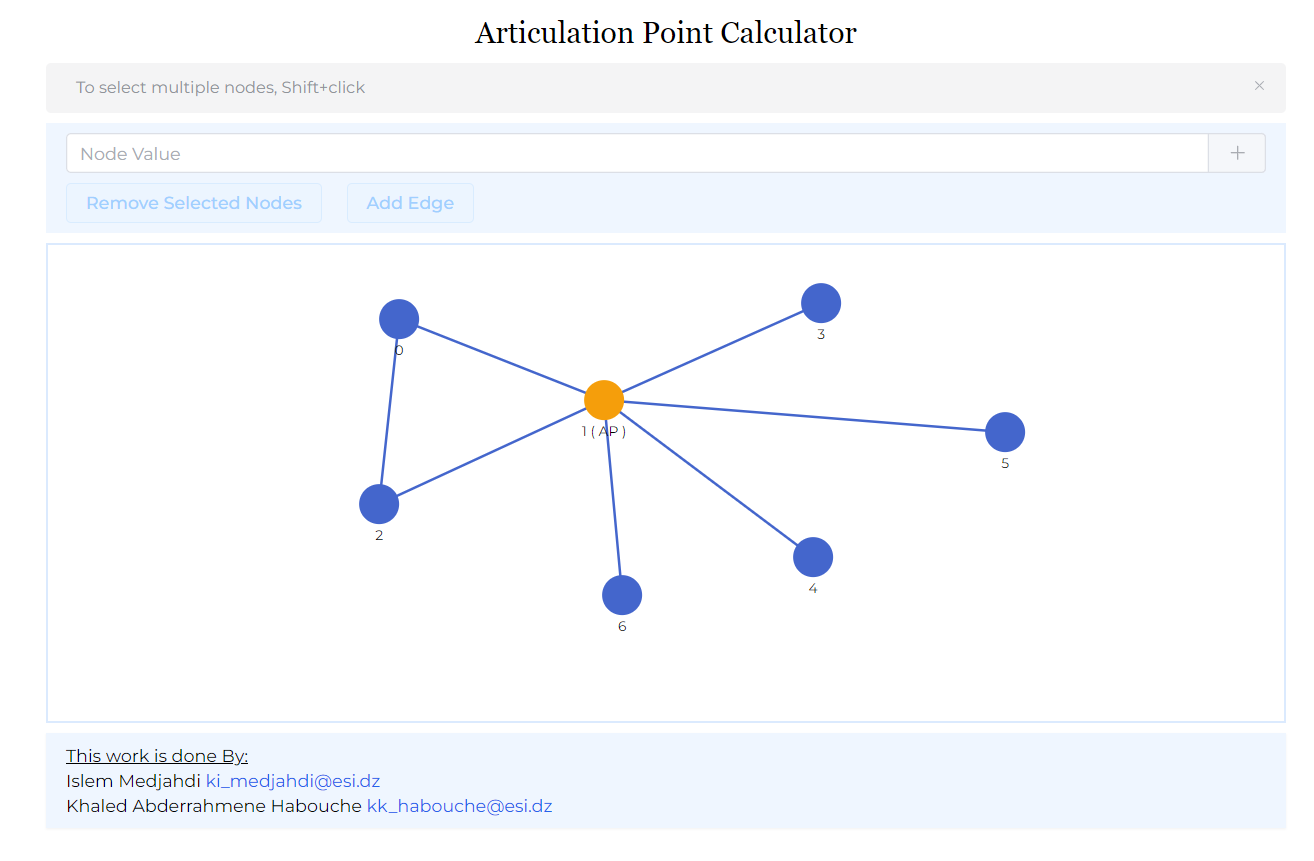 Articulation Point Calculator
To select multiple nodes, Shift+click
Node Value
Remove Selected Nodes Add Edge
0
3
1 ( AP )
5
2
4
6
This work is done By:
Islem Medjahdi ki_medjahdi@esi.dz
Khaled Abderrahmene Habouche kk_habouche@esi.dz